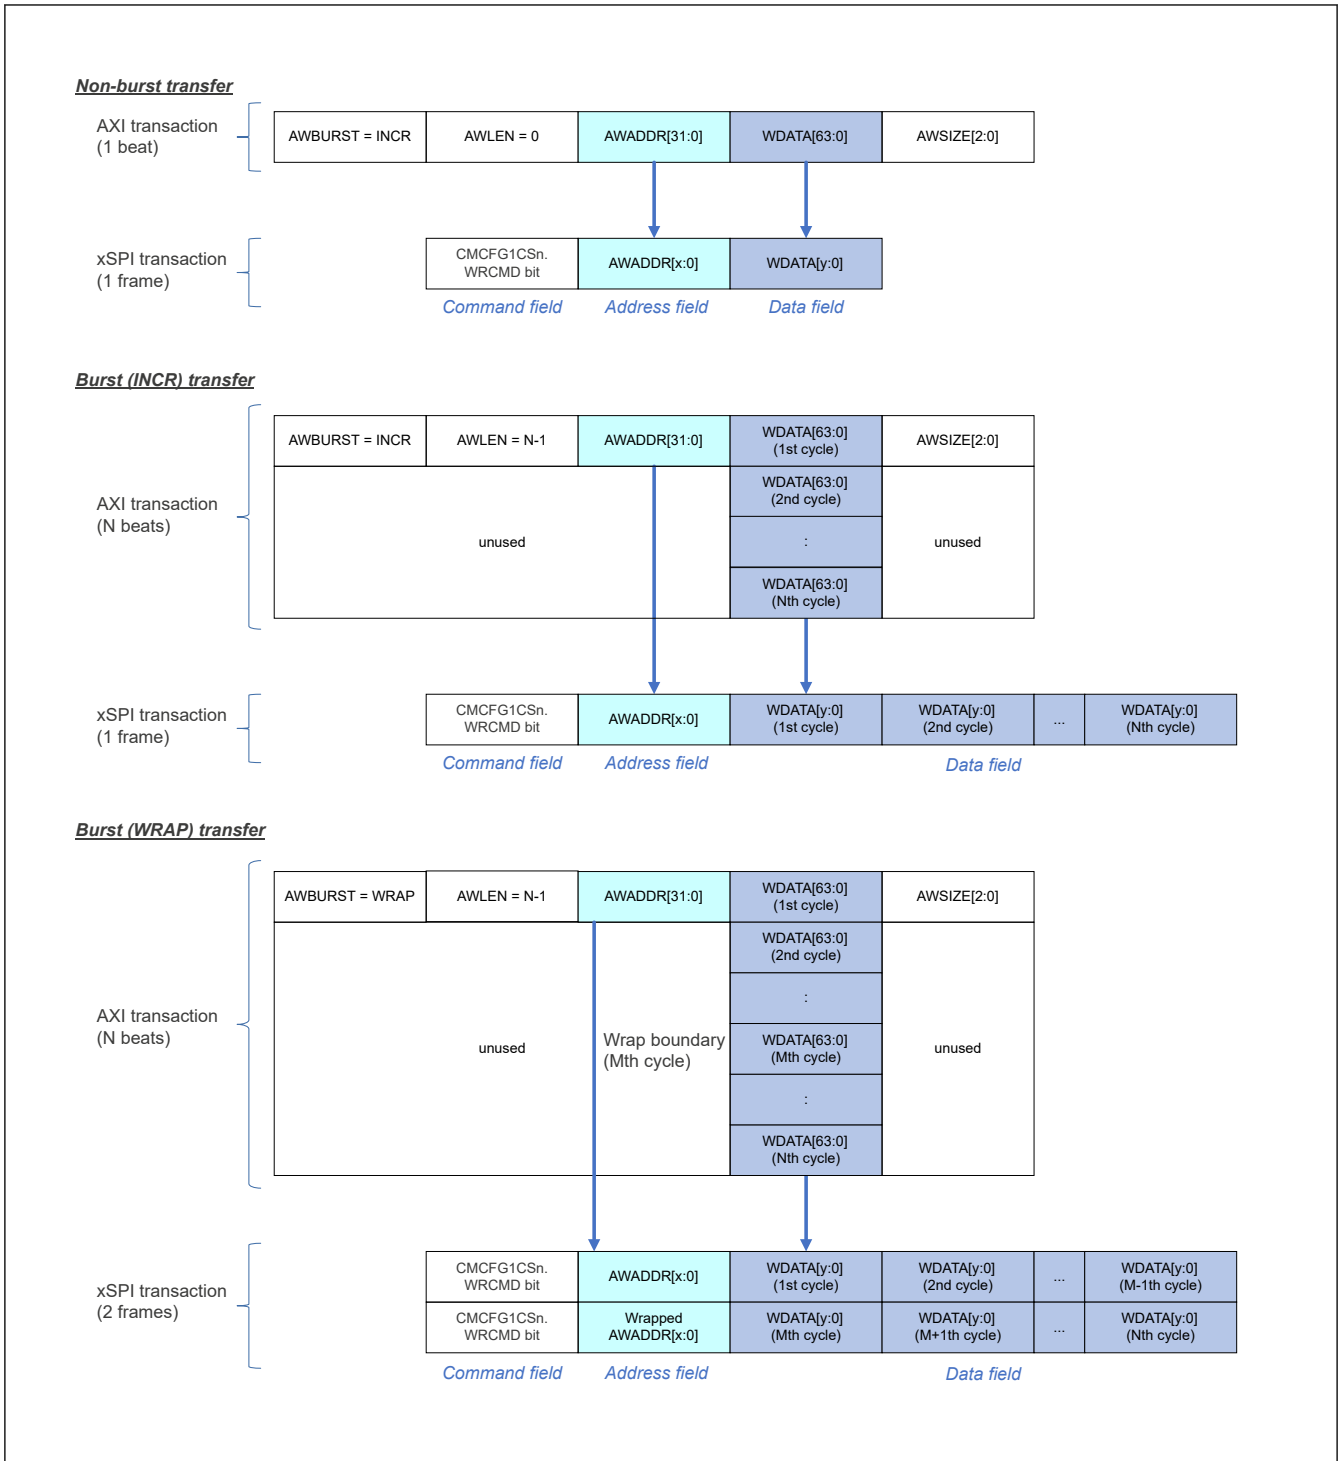 Non-burst transfer
AXI transaction
(1 beat)
AWBURST = INCR
AWLEN = 0
AWADDR[31:0]
WDATA[63:0]
AWSIZE[2:0]
xSPI transaction
(1 frame)
CMCFG1CSn.
WRCMD bit
AWADDR[x:0]
WDATA[y:0]
Command field
Address field
Data field
Burst (INCR) transfer
AXI transaction
(N beats)
AWBURST = INCR
AWLEN = N-1
AWADDR[31:0]
WDATA[63:0]
(1st cycle)
AWSIZE[2:0]
unused
WDATA[63:0]
(2nd cycle)
:
WDATA[63:0]
(Nth cycle)
unused
xSPI transaction
(1 frame)
CMCFG1CSn.
WRCMD bit
AWADDR[x:0]
WDATA[y:0]
(1st cycle)
WDATA[y:0]
(2nd cycle)
...
WDATA[y:0]
(Nth cycle)
Command field
Address field
Data field
Burst (WRAP) transfer
AXI transaction
(N beats)
AWBURST = WRAP
AWLEN = N-1
AWADDR[31:0]
WDATA[63:0]
(1st cycle)
AWSIZE[2:0]
unused
Wrap boundary
(Mth cycle)
WDATA[63:0]
(2nd cycle)
:
WDATA[63:0]
(Mth cycle)
:
WDATA[63:0]
(Nth cycle)
unused
xSPI transaction
(2 frames)
CMCFG1CSn.
WRCMD bit
AWADDR[x:0]
WDATA[y:0]
(1st cycle)
WDATA[y:0]
(2nd cycle)
...
WDATA[y:0]
(M-1th cycle)
CMCFG1CSn.
WRCMD bit
Wrapped
AWADDR[x:0]
WDATA[y:0]
(Mth cycle)
WDATA[y:0]
(M+1th cycle)
...
WDATA[y:0]
(Nth cycle)
Command field
Address field
Data field